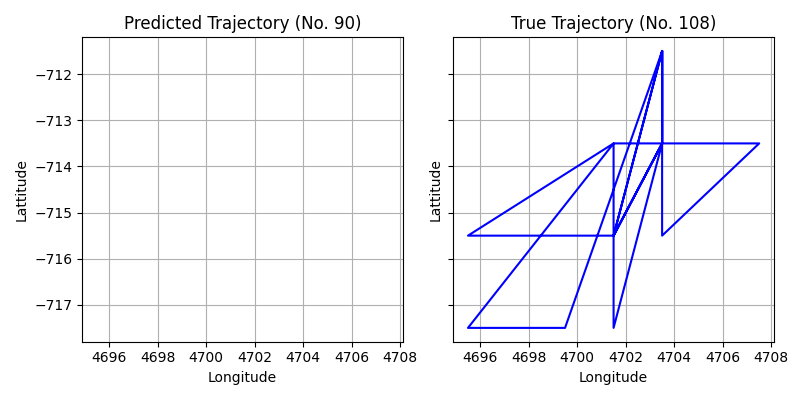 Predicted Trajectory (No. 90)
−712
−713
−714
−715
−716
−717
Lattitude
4696 4698 4700 4702 4704 4706 4708
Longitude
True Trajectory (No. 108)
Lattitude
4696 4698 4700 4702 4704 4706 4708
Longitude